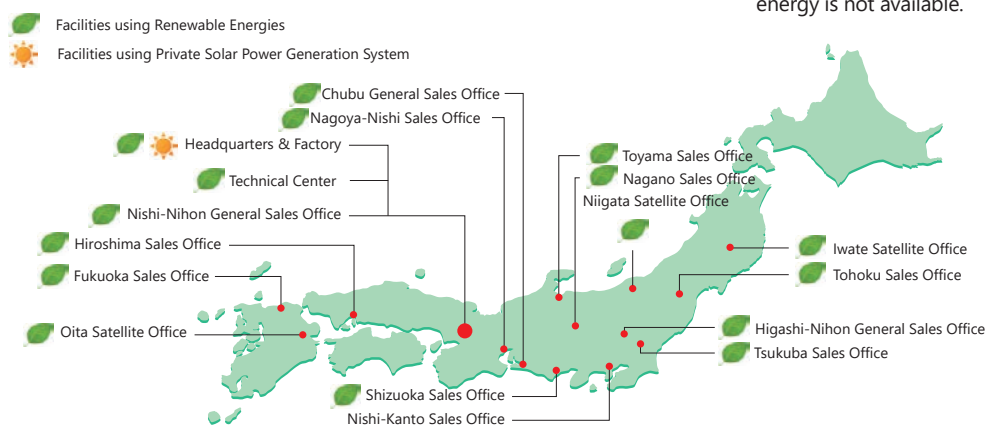 energy is not available.
Facilities using Renewable Energies
Facilities using Private Solar Power Generation System
Chubu General Sales Office
Nagoya-Nishi Sales Office
Headquarters & Factory
Technical Center
Nishi-Nihon General Sales Office
Hiroshima Sales Office
Fukuoka Sales Office
Oita Satellite Office
Toyama Sales Office
Nagano Sales Office
Niigata Satellite Office
Iwate Satellite Office
Tohoku Sales Office
Higashi-Nihon General Sales Office
Tsukuba Sales Office
Shizuoka Sales Office
Nishi-Kanto Sales Office